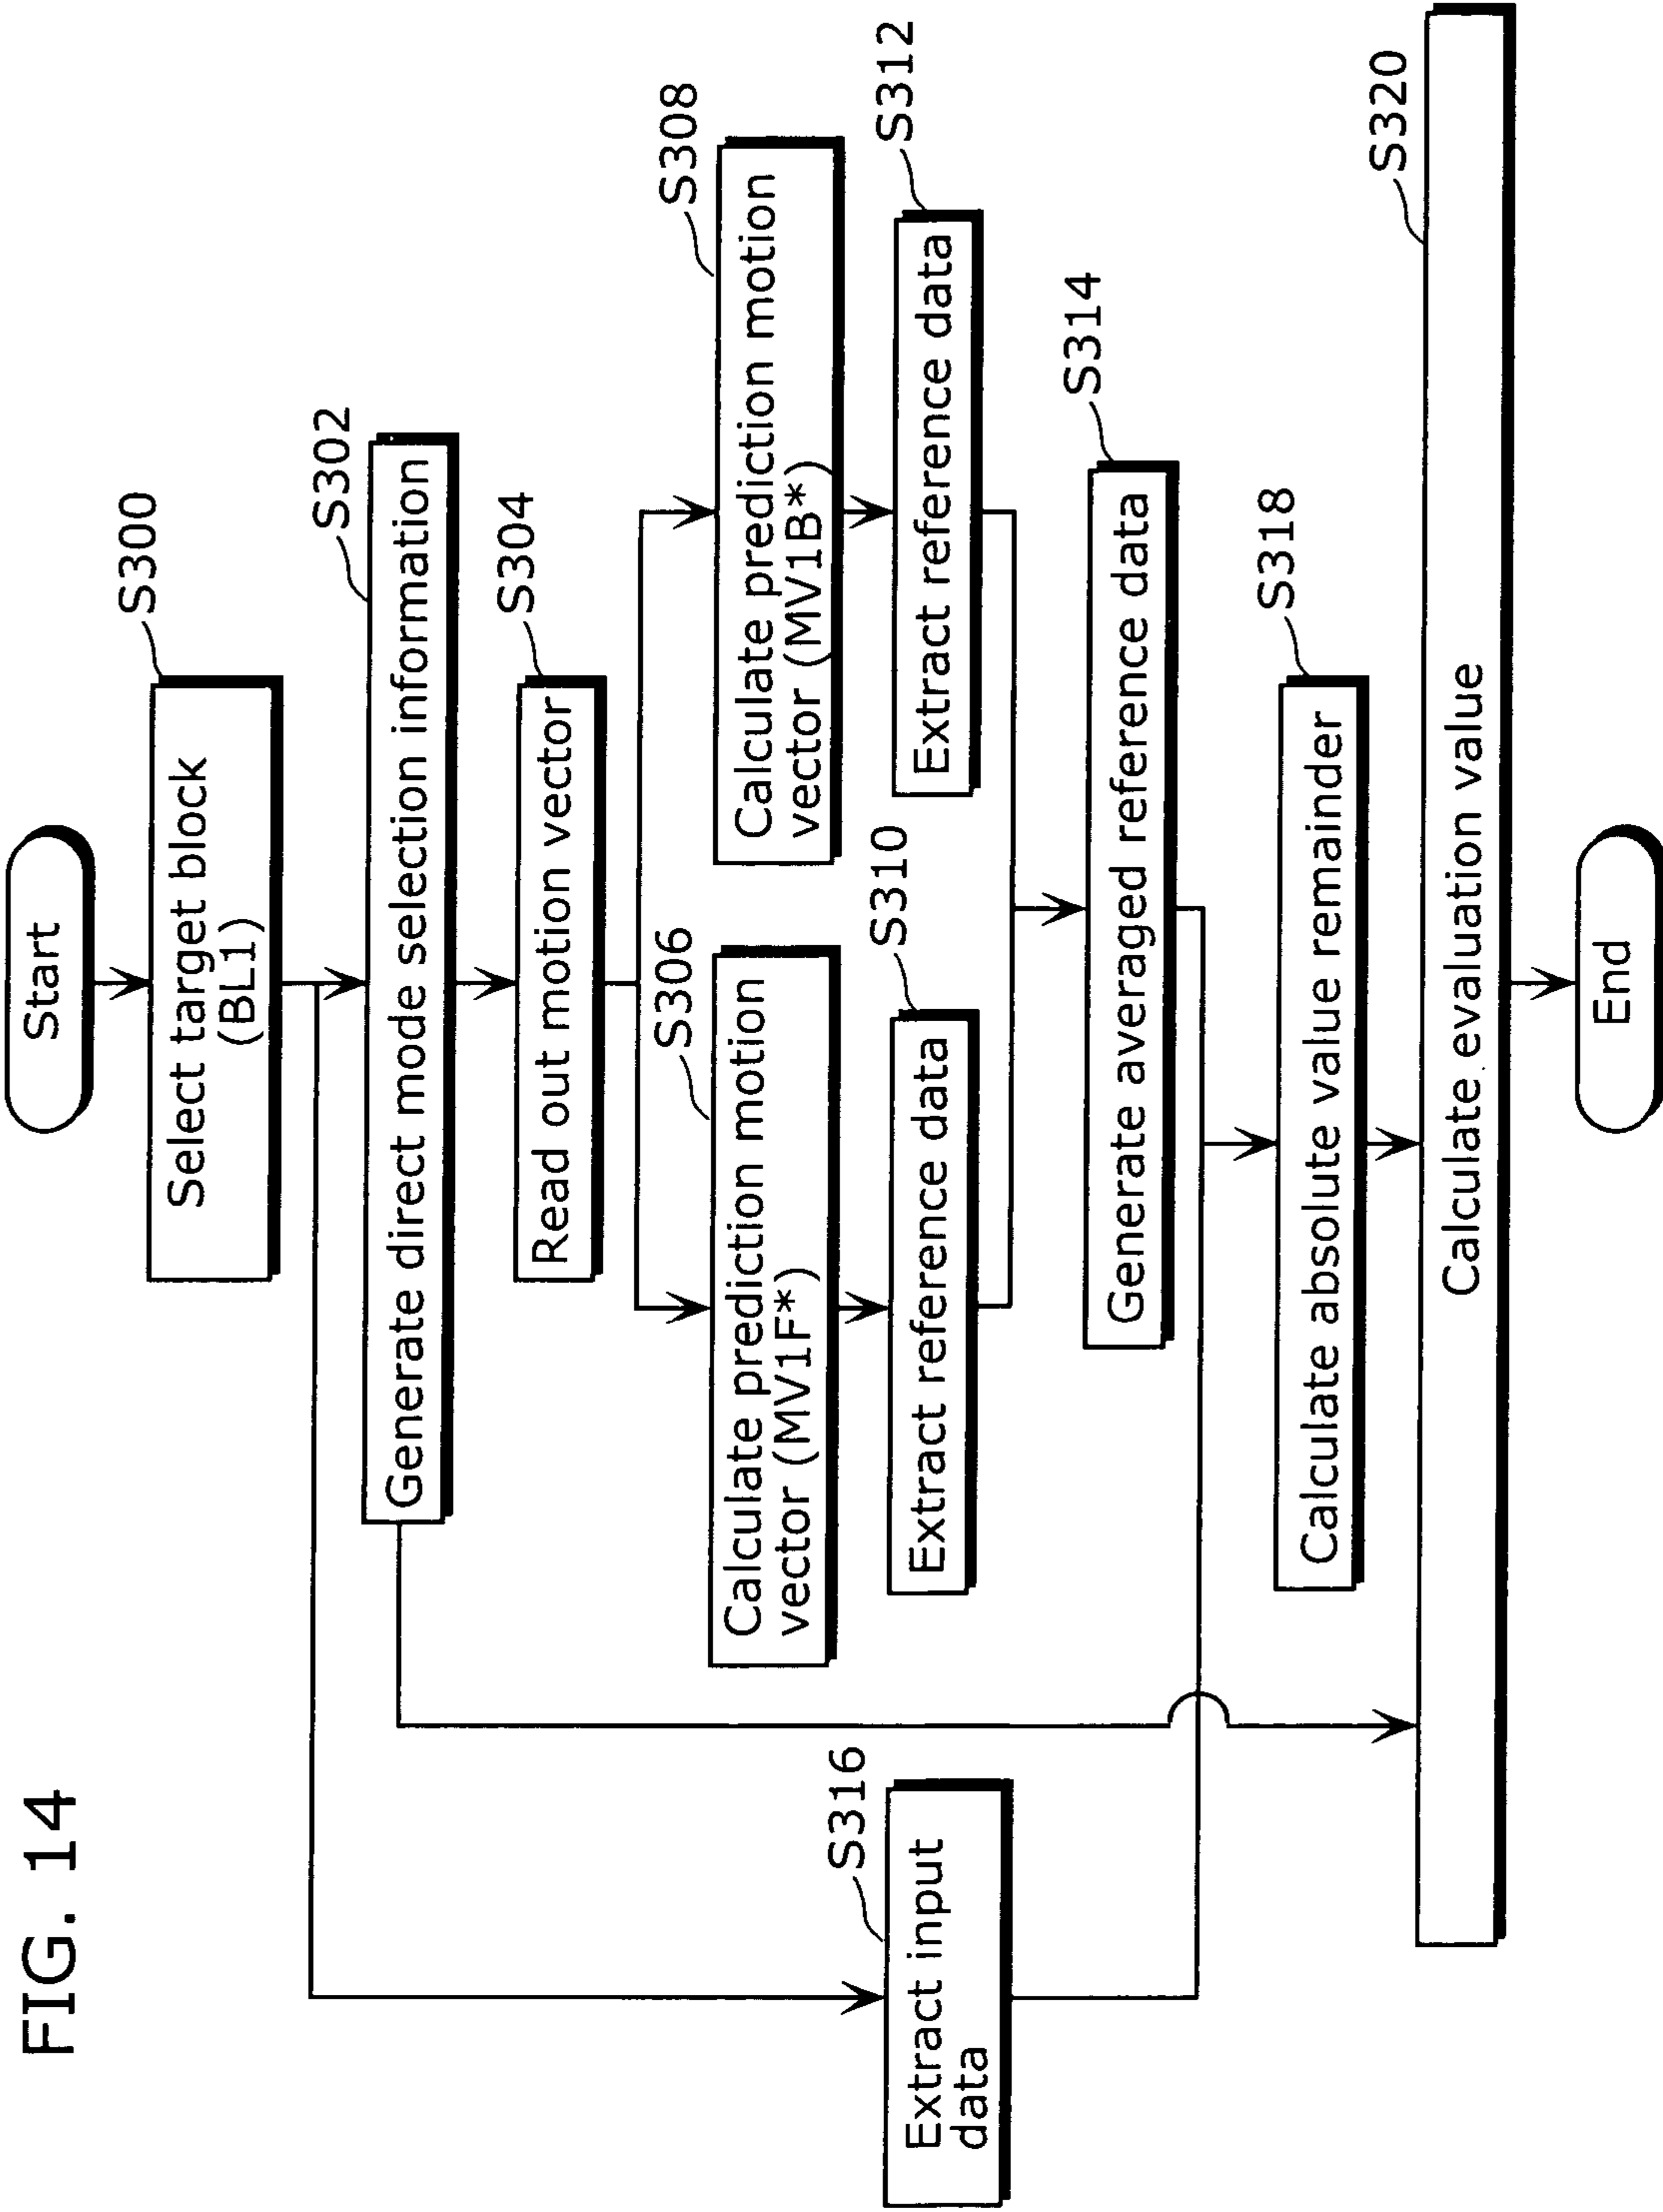 FIG. 14
Start
S300
Select target block
(BL1)
S302
Generate direct mode selection information
S304
Read out motion vector
S306
Calculate prediction motion
vector (MV1F*)
S308
Calculate prediction motion
vector (MV1B*)
S310
Extract reference data
S312
Extract reference data
S316
Extract input
data
S314
Generate averaged reference data
S318
Calculate absolute value remainder
S320
Calculate evaluation value
End